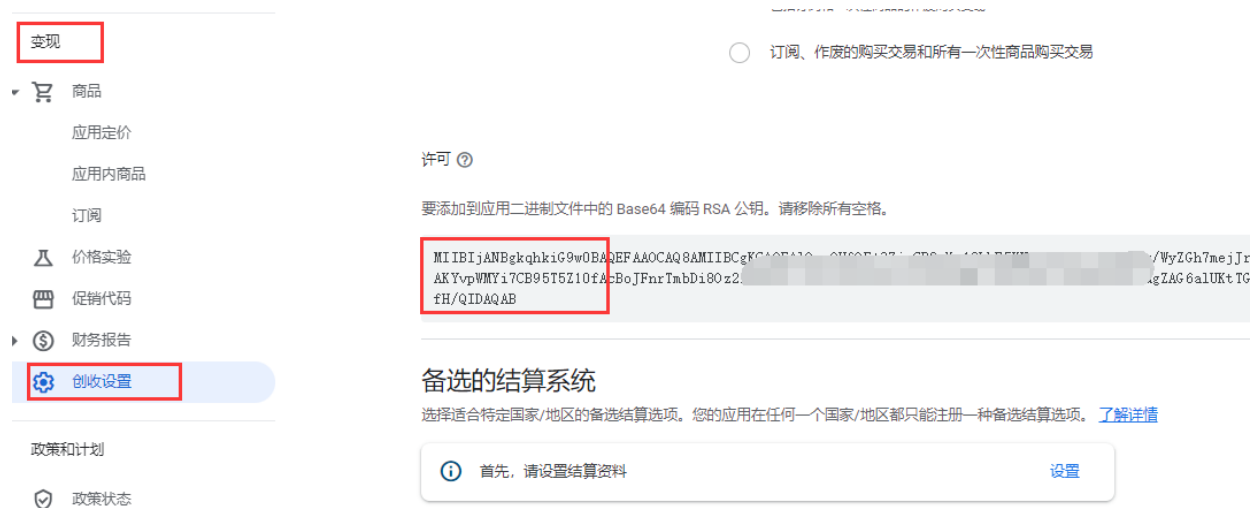 变现
商品
应用定价
应用内商品
订阅
价格实验
促销代码
财务报告
创收设置
政策和计划
政策状态
订阅、作废的购买交易和所有一次性商品购买交易
许可
要添加到应用二进制文件中的 Base64 编码 RSA 公钥。请移除所有空格。
MIIBIjANBgkqhkiG9w0BAQEFAAOCAQ8AMIIBCgK /WyZGh7mejJr
AKYvpWMYi7CB95T5Z10fAcBoJFnrTmbDi8Oz2 gZAG6alUKtTG
fH/QIDAQAB
备选的结算系统
选择适合特定国家/地区的备选结算选项。您的应用在任何一个国家/地区都只能注册一种备选结算选项。 了解详情
首先，请设置结算资料 设置